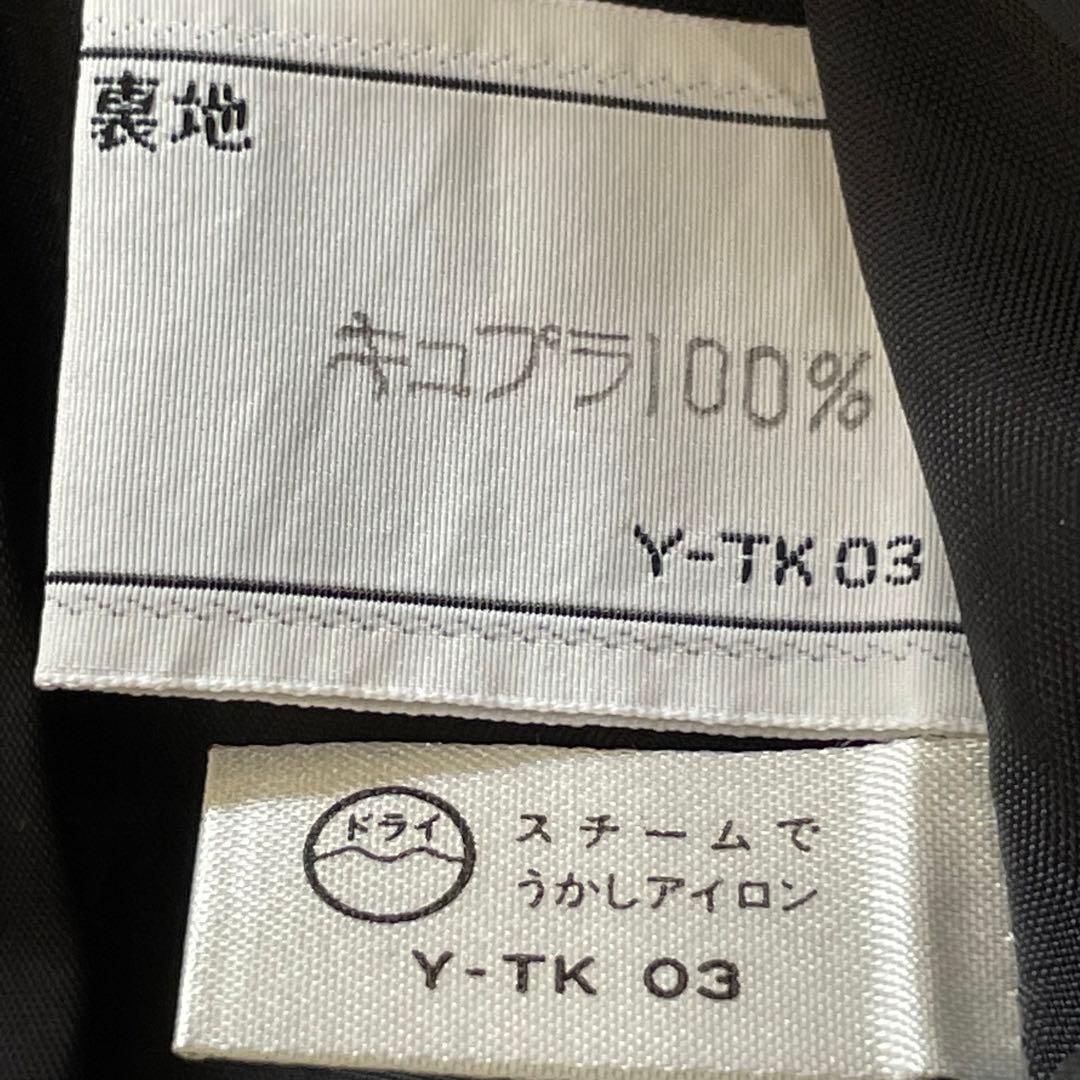 裏地
キュプラ100%
Y-TK 03
ドライ
スチームで
うかしアイロン
Y-TK 03